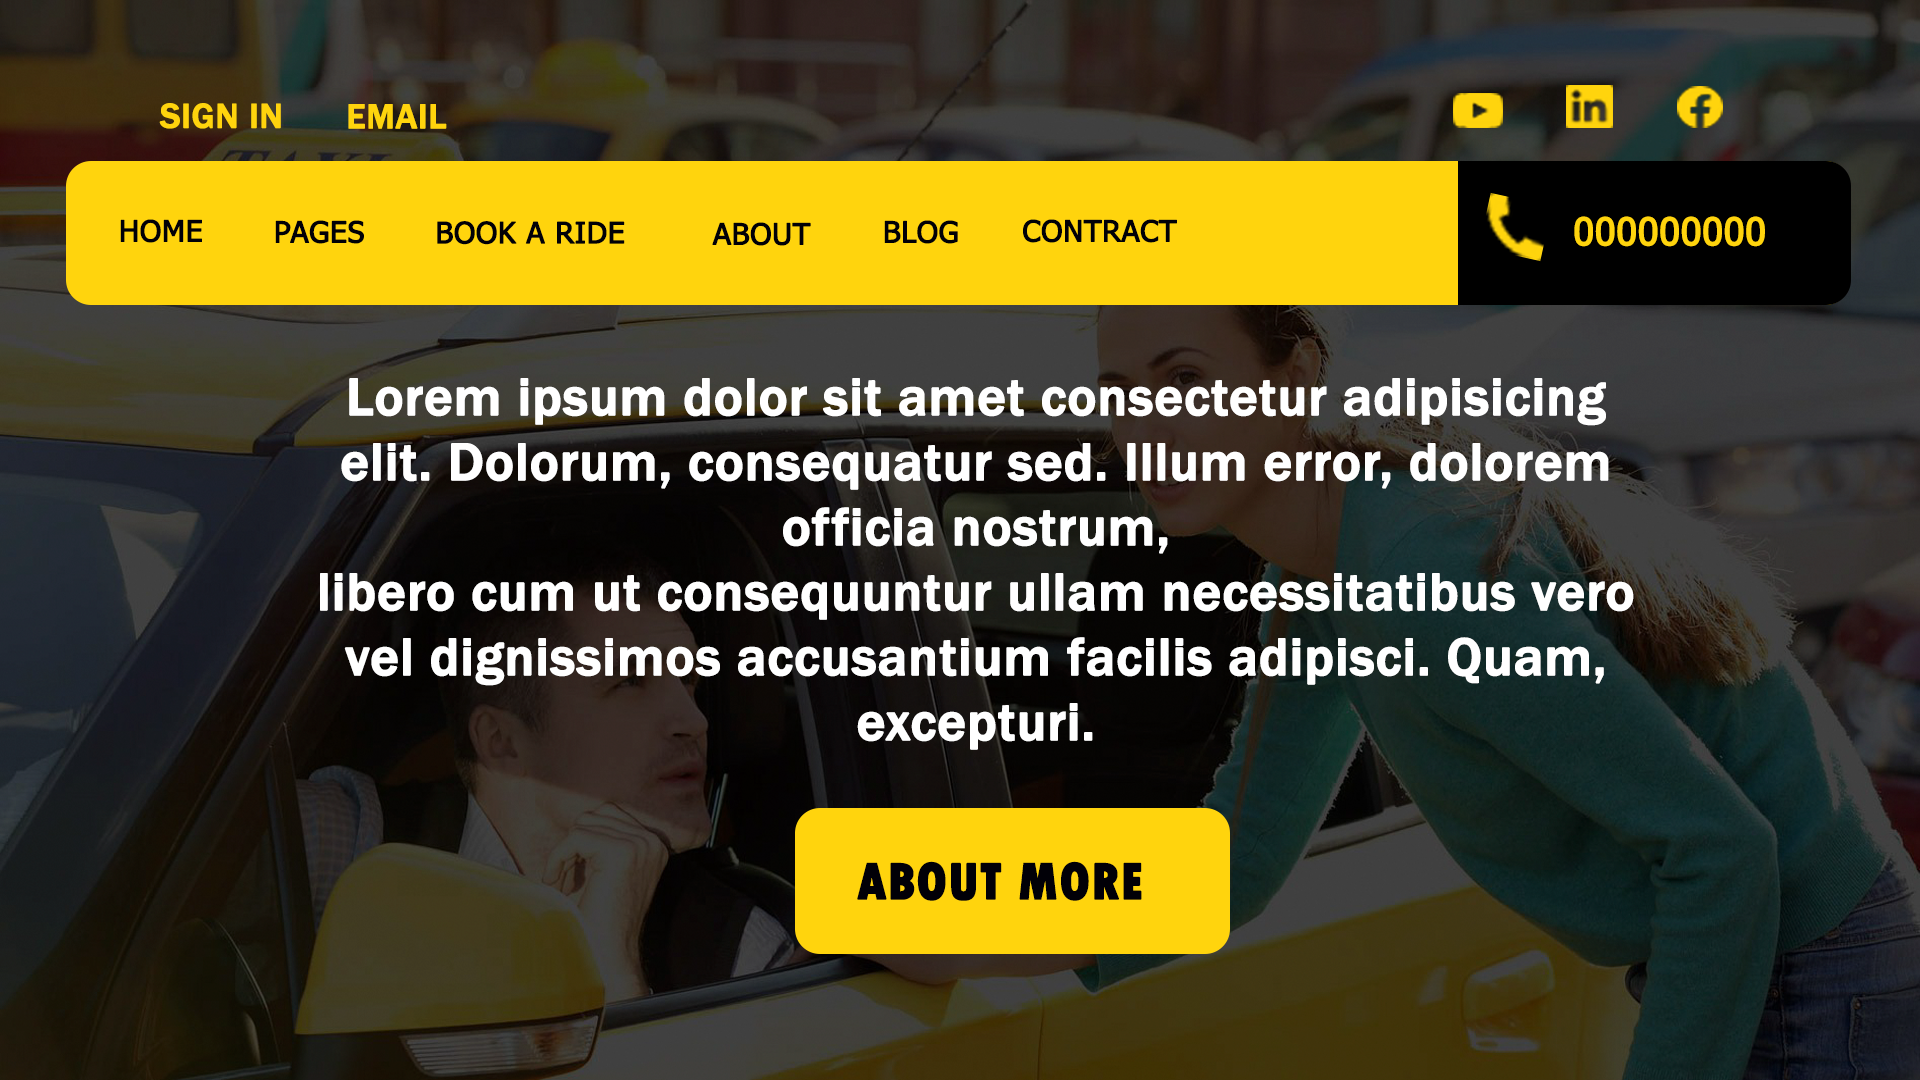 SIGN IN EMAIL
TAXI
HOME PAGES BOOK A RIDE ABOUT BLOG CONTRACT 000000000
Lorem ipsum dolor sit amet consectetur adipisicing
elit. Dolorum, consequatur sed. Illum error, dolorem
officia nostrum,
libero cum ut consequuntur ullam necessitatibus vero
vel dignissimos accusantium facilis adipisci. Quam,
excepturi.
ABOUT MORE